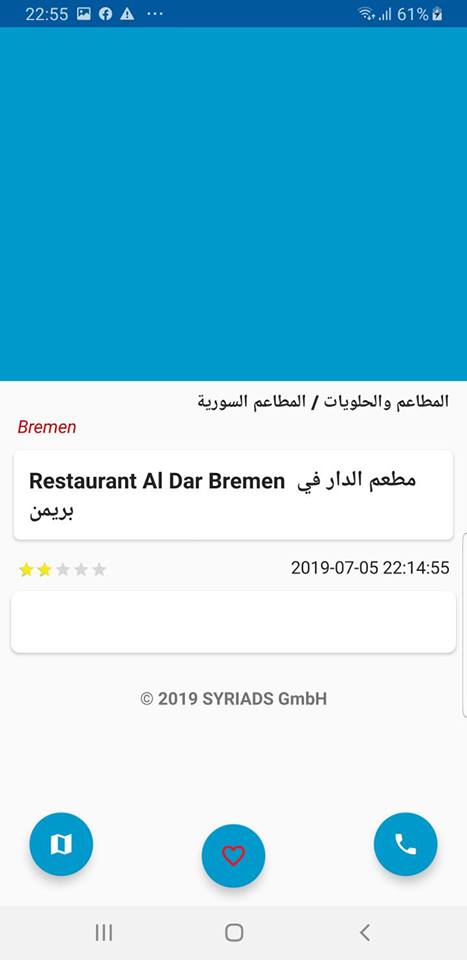 22:55
61%
المطاعم والحلويات / المطاعم السورية
Bremen
Restaurant Al Dar Bremen مطعم الدار في
بريمن
2019-07-05 22:14:55
© 2019 SYRIADS GmbH